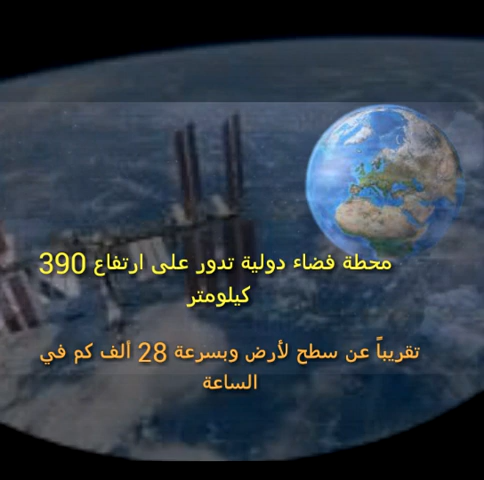 محطة فضاء دولية تدور على ارتفاع 390
كيلومتر
تقريباً عن سطح لأرض وبسرعة 28 ألف كم في
الساعة